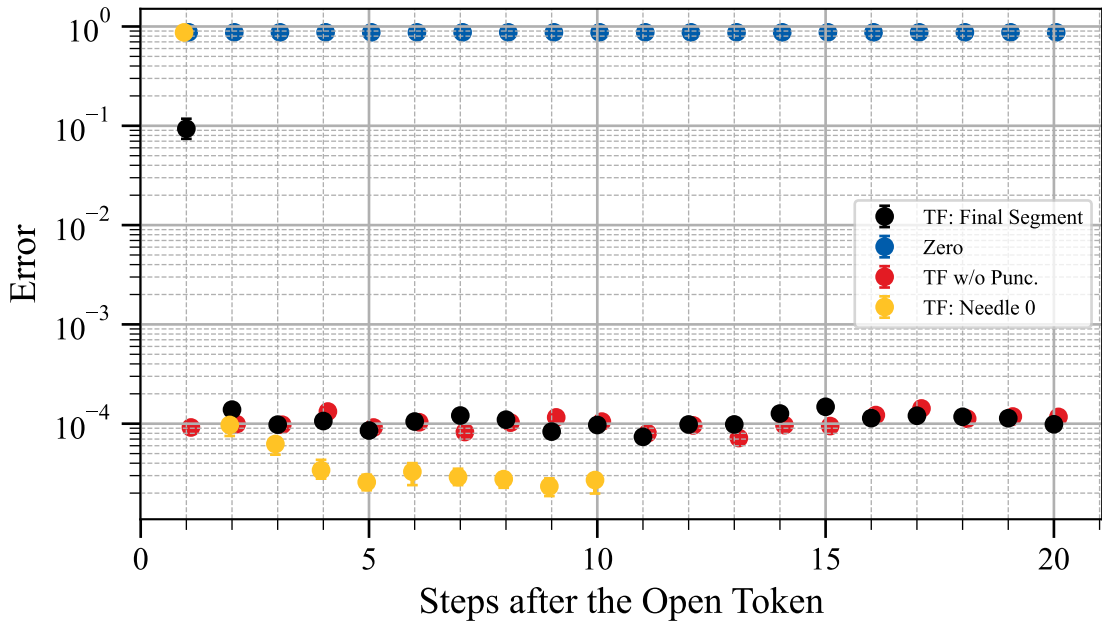 10^0
10^-1
10^-2
10^-3
10^-4
Error
TF: Final Segment
Zero
TF w/o Punc.
TF: Needle 0
0 5 10 15 20
Steps after the Open Token